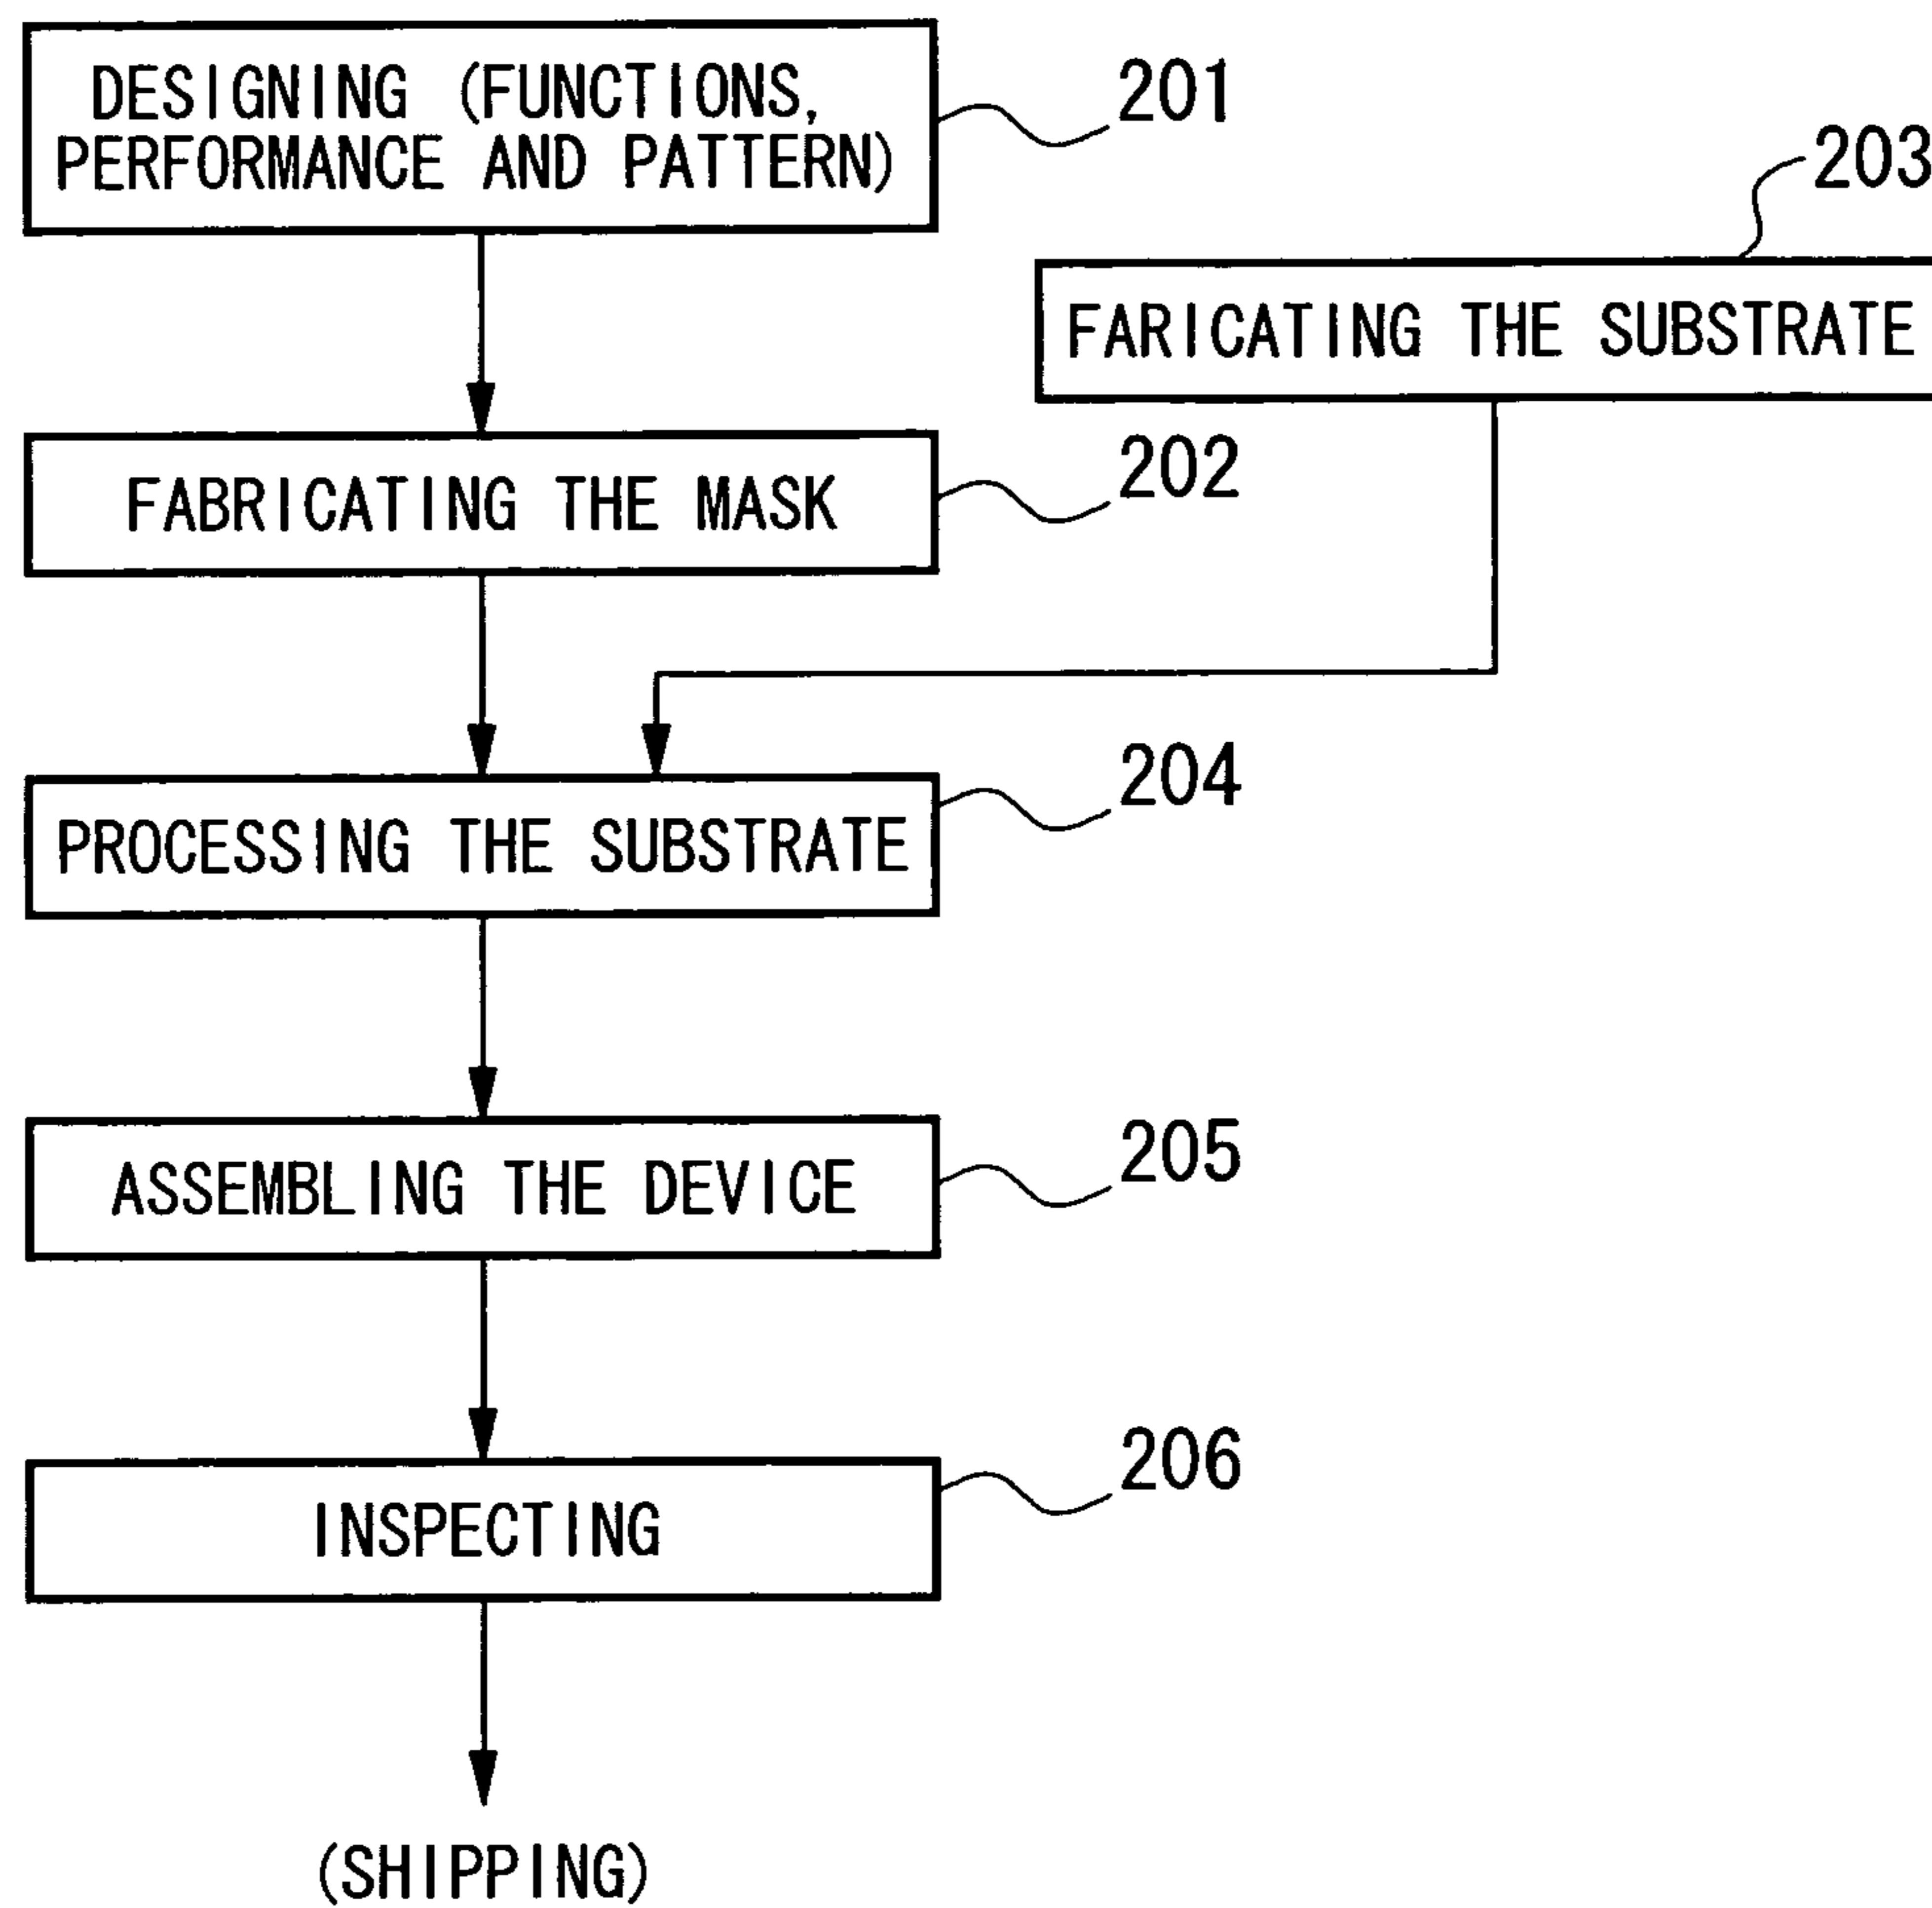 DESIGNING (FUNCTIONS,
PERFORMANCE AND PATTERN)
201
203
FARICATING THE SUBSTRATE
FABRICATING THE MASK
202
PROCESSING THE SUBSTRATE
204
ASSEMBLING THE DEVICE
205
INSPECTING
206
(SHIPPING)